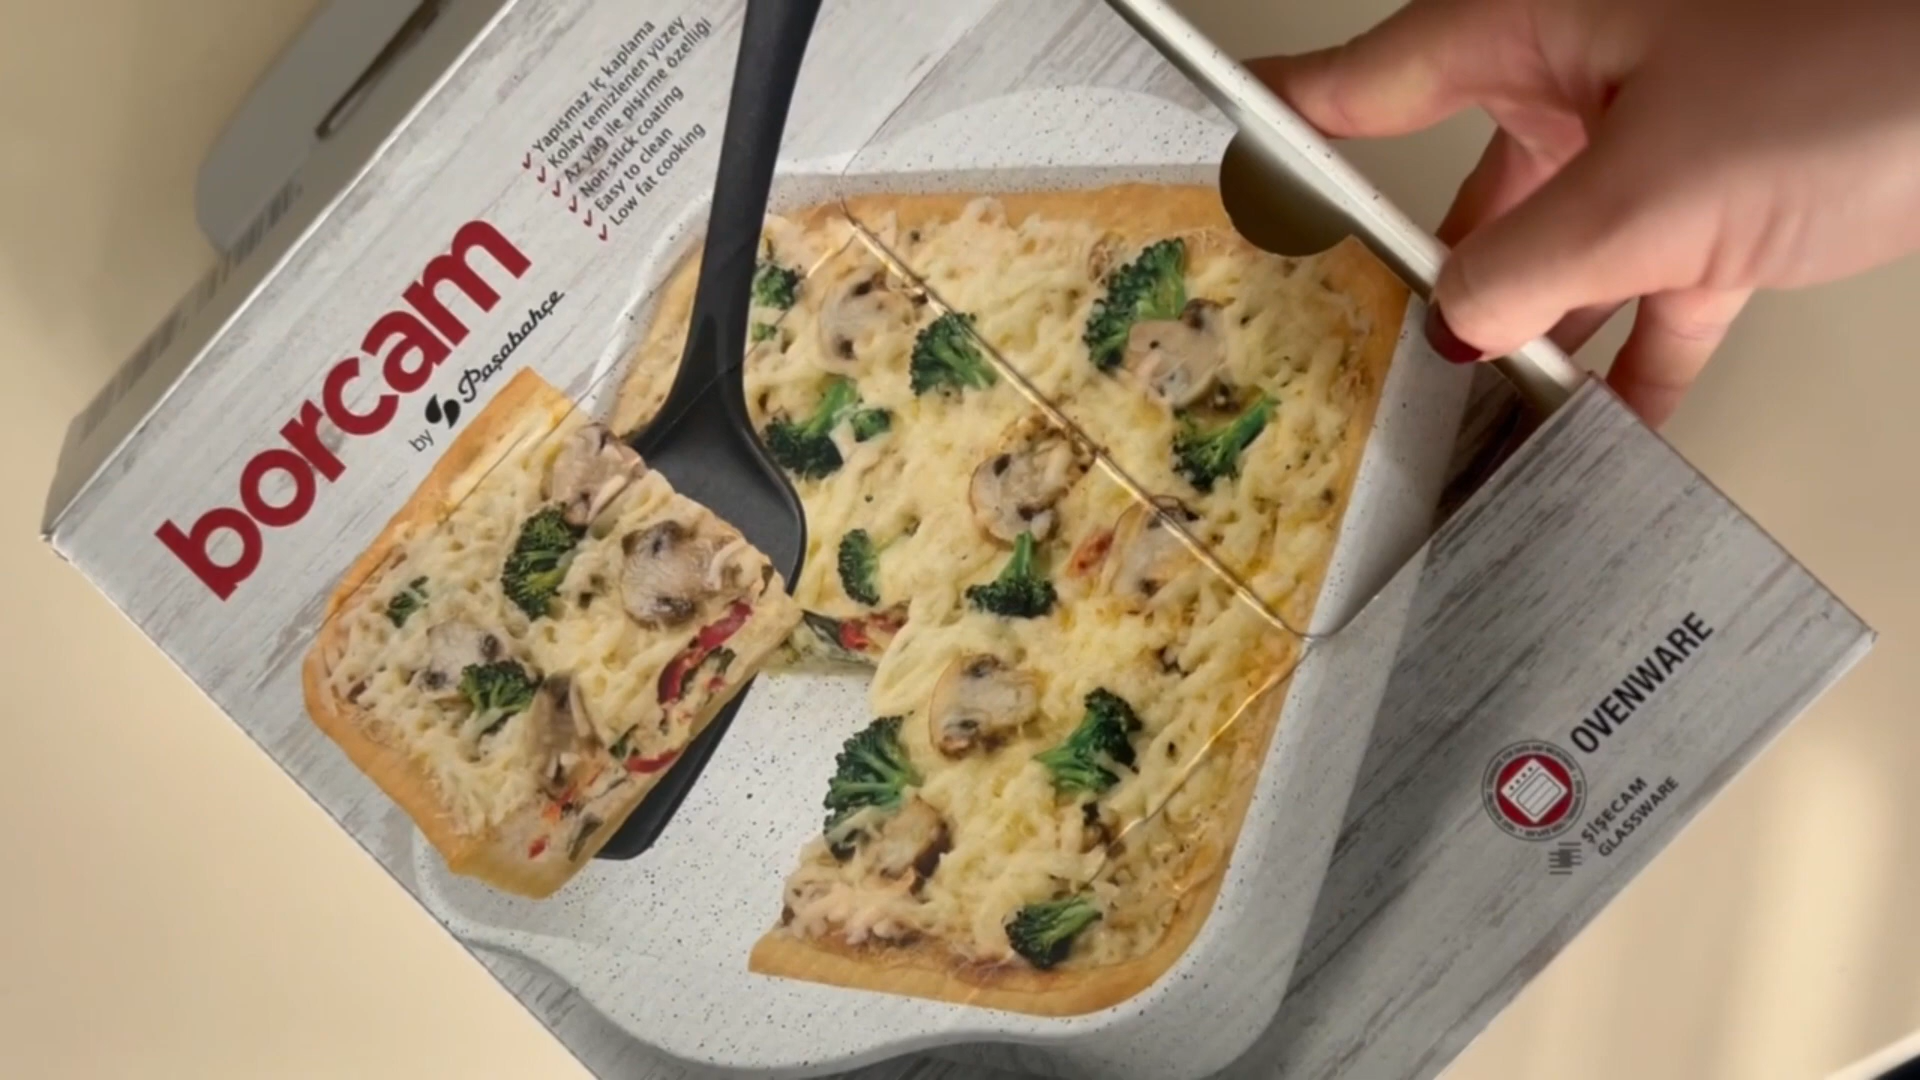 Yapışmaz iç kaplama
Kolay temizlenen yüzey
Az yağ ile pişirme özelliği
Non-stick coating
Easy to clean
Low fat cooking
borcam
by Paşabahçe
OVENWARE
ŞİŞECAM
GLASSWARE